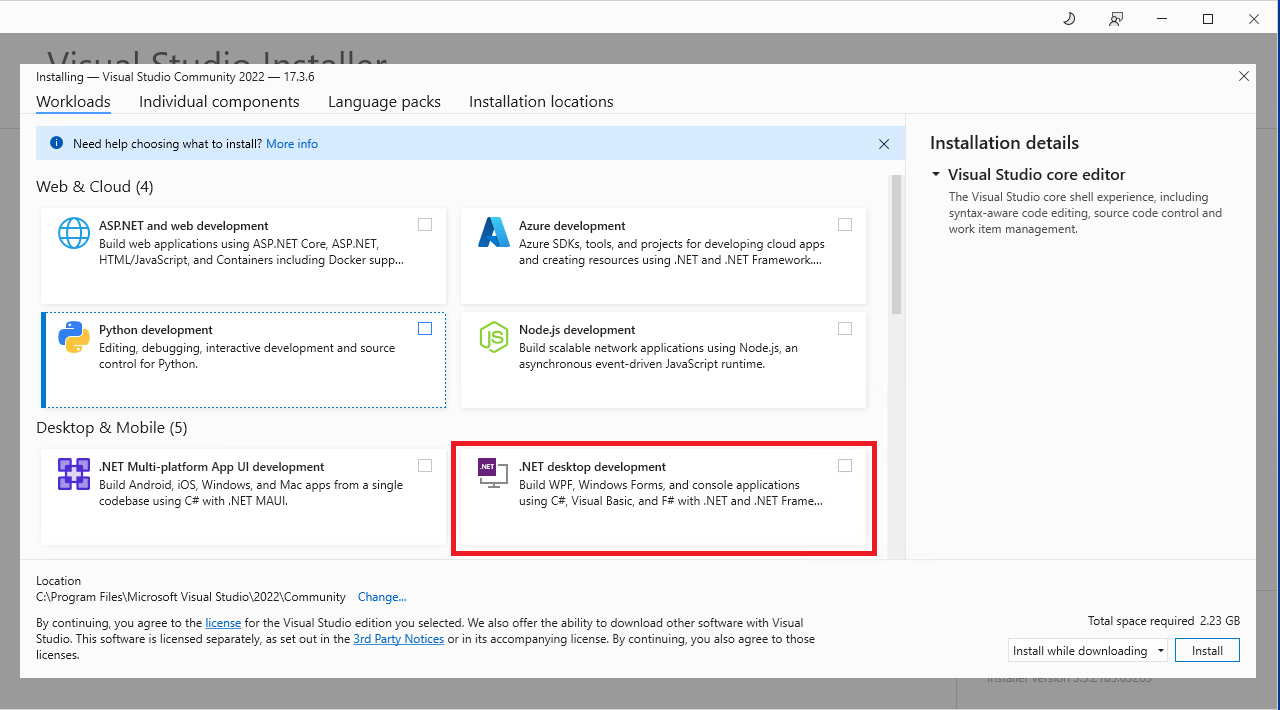 Visual Studio Installer
Installing — Visual Studio Community 2022 — 17.3.6
Workloads Individual components Language packs Installation locations
Need help choosing what to install? More info
Web & Cloud (4)
ASP.NET and web development
Build web applications using ASP.NET Core, ASP.NET,
HTML/JavaScript, and Containers including Docker supp...
Azure development
Azure SDKs, tools, and projects for developing cloud apps
and creating resources using .NET and .NET Framework....
Python development
Editing, debugging, interactive development and source
control for Python.
JS
Node.js development
Build scalable network applications using Node.js, an
asynchronous event-driven JavaScript runtime.
Desktop & Mobile (5)
.NET Multi-platform App UI development
Build Android, iOS, Windows, and Mac apps from a single
codebase using C# with .NET MAUI.
.NET
.NET desktop development
Build WPF, Windows Forms, and console applications
using C#, Visual Basic, and F# with .NET and .NET Frame...
Installation details
Visual Studio core editor
The Visual Studio core shell experience, including
syntax-aware code editing, source code control and
work item management.
Location
C:\Program Files\Microsoft Visual Studio\2022\Community Change...
By continuing, you agree to the license for the Visual Studio edition you selected. We also offer the ability to download other software with Visual
Studio. This software is licensed separately, as set out in the 3rd Party Notices or in its accompanying license. By continuing, you also agree to those
licenses.
Total space required 2.23 GB
Install while downloading Install
Installer version